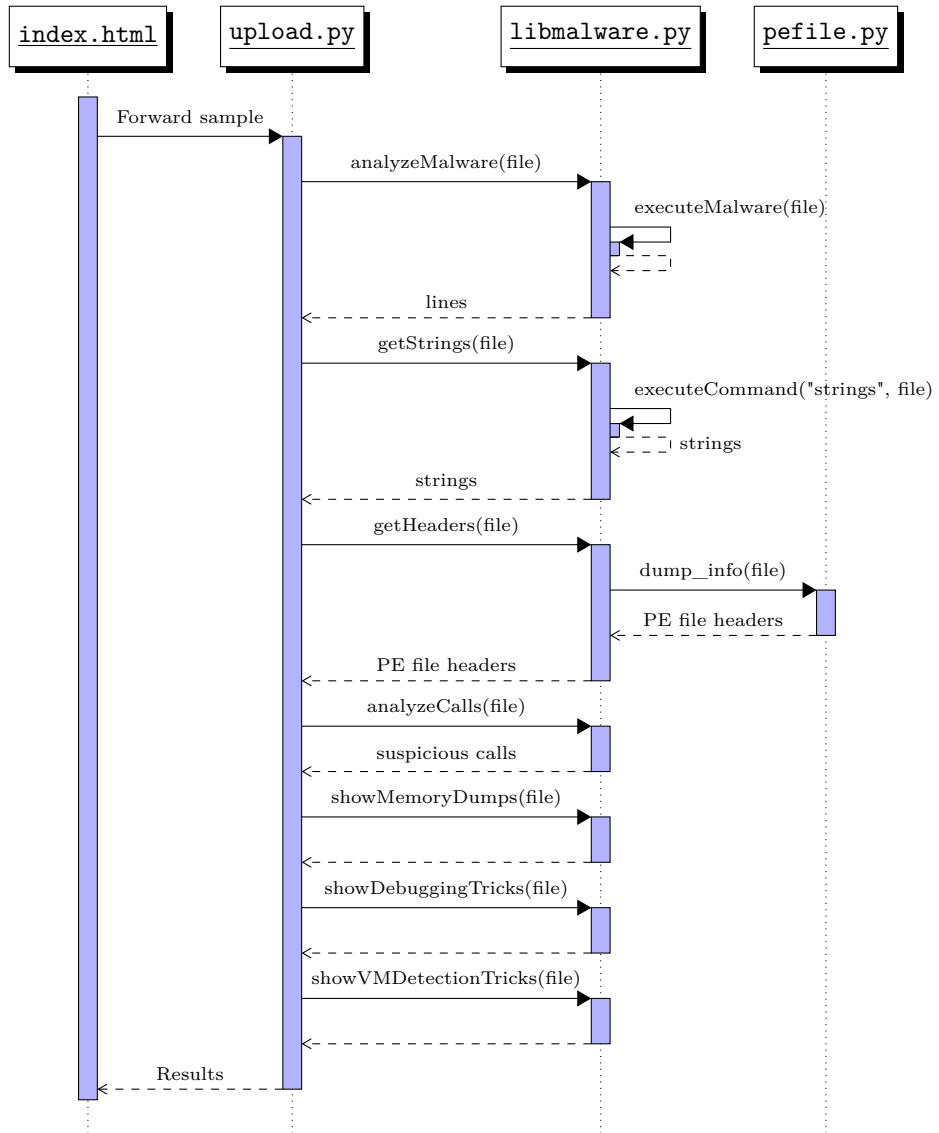 index.html
upload.py
libmalware.py
pefile.py
Forward sample
analyzeMalware(file)
executeMalware(file)
lines
getStrings(file)
executeCommand("strings", file)
strings
strings
getHeaders(file)
dump_info(file)
PE file headers
PE file headers
analyzeCalls(file)
suspicious calls
showMemoryDumps(file)
showDebuggingTricks(file)
showVMDetectionTricks(file)
Results